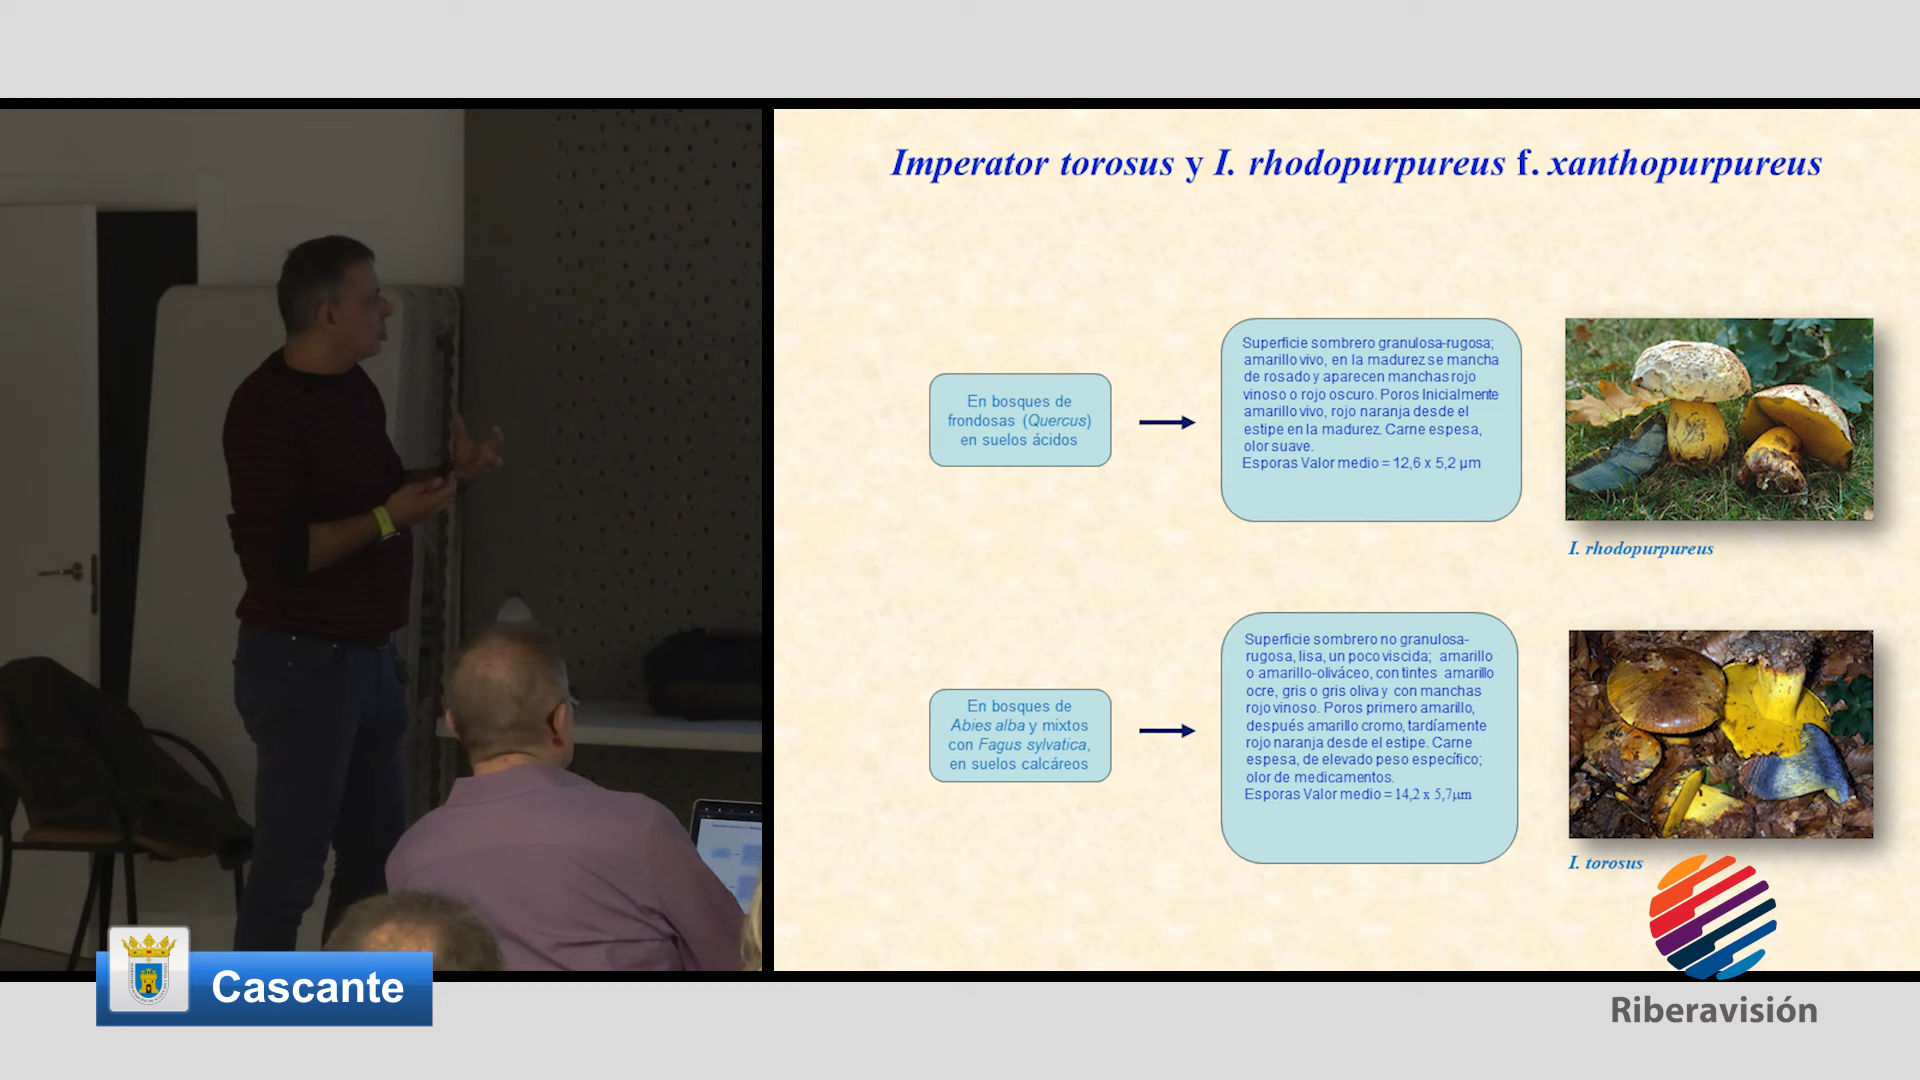 Imperator torosus y I. rhodopurpureus f. xanthopurpureus
En bosques de
frondosas (Quercus)
en suelos ácidos
Superficie sombrero granulosa-rugosa;
amarillo vivo, en la madurez se mancha
de rosado y aparecen manchas rojo
vinoso o rojo oscuro. Poros Inicialmente
amarillo vivo, rojo naranja desde el
estipe en la madurez. Carne espesa,
olor suave.
Esporas Valor medio = 12,6 x 5,2 µm
I. rhodopurpureus
En bosques de
Abies alba y mixtos
con Fagus sylvatica,
en suelos calcáreos
Superficie sombrero no granulosa-
rugosa, lisa, un poco viscida; amarillo
o amarillo-oliváceo, con tintes amarillo
ocre, gris o gris oliva y con manchas
rojo vinoso. Poros primero amarillo,
después amarillo cromo, tardíamente
rojo naranja desde el estipe. Carne
espesa, de elevado peso específico;
olor de medicamentos.
Esporas Valor medio = 14,2 x 5,7µm
I. torosus
Cascante
Riberavisión